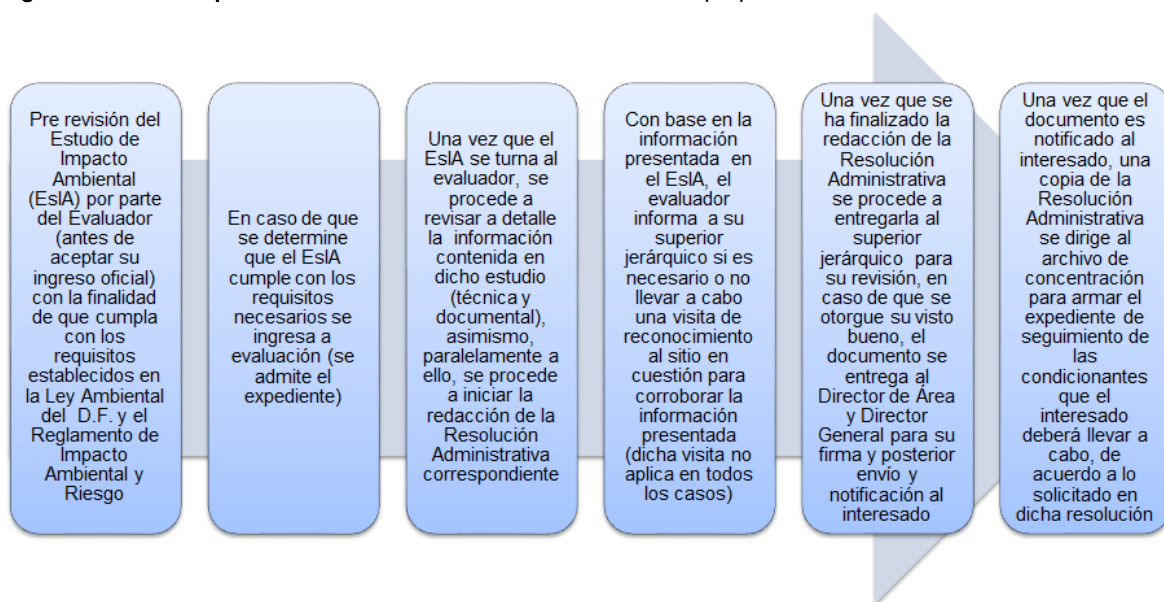 Pre revisión del
Estudio de
Impacto
Ambiental
(EsIA) por parte
del Evaluador
(antes de
aceptar su
ingreso oficial)
con la finalidad
de que cumpla
con los
requisitos
establecidos en
la Ley Ambiental
del D.F. y el
Reglamento de
Impacto
Ambiental y
Riesgo
En caso de que
se determine
que el EsIA
cumple con los
requisitos
necesarios se
ingresa a
evaluación (se
admite el
expediente)
Una vez que el
EsIA se turna al
evaluador, se
procede a
revisar a detalle
la información
contenida en
dicho estudio
(técnica y
documental),
asimismo,
paralelamente a
ello, se procede
a iniciar la
redacción de la
Resolución
Administrativa
correspondiente
Con base en la
información
presentada en
el EsIA, el
evaluador
informa a su
superior
jerárquico si es
necesario o no
llevar a cabo
una visita de
reconocimiento
al sitio en
cuestión para
corroborar la
información
presentada
(dicha visita no
aplica en todos
los casos)
Una vez que se
ha finalizado la
redacción de la
Resolución
Administrativa
se procede a
entregarla al
superior
jerárquico para
su revisión, en
caso de que se
otorgue su visto
bueno, el
documento se
entrega al
Director de Área
y Director
General para su
firma y posterior
envío y
notificación al
interesado
Una vez que el
documento es
notificado al
interesado, una
copia de la
Resolución
Administrativa
se dirige al
archivo de
concentración
para armar el
expediente de
seguimiento de
las
condicionantes
que el
interesado
deberá llevar a
cabo, de
acuerdo a lo
solicitado en
dicha resolución